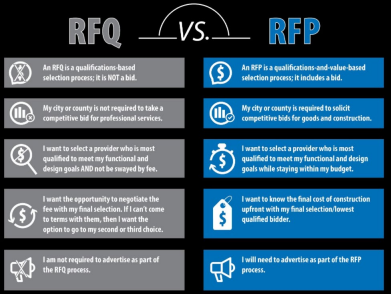 RFQ VS. RFP
An RFQ is a qualifications-based
selection process; it is NOT a bid.
An RFP is a qualifications-and-value-based
selection process; it includes a bid.
My city or county is not required to take a
competitive bid for professional services.
My city or county is required to solicit
competitive bids for goods and construction.
I want to select a provider who is most
qualified to meet my functional and
design goals AND not be swayed by fee.
I want to select a provider who is most
qualified to meet my functional and design
goals while staying within my budget.
I want the opportunity to negotiate the
fee with my final selection. If I can't come
to terms with them, then I want the
option to go to my second or third choice.
I want to know the final cost of construction
upfront with my final selection/lowest
qualified bidder.
I am not required to advertise as part of
the RFQ process.
I will need to advertise as part of the RFP
process.